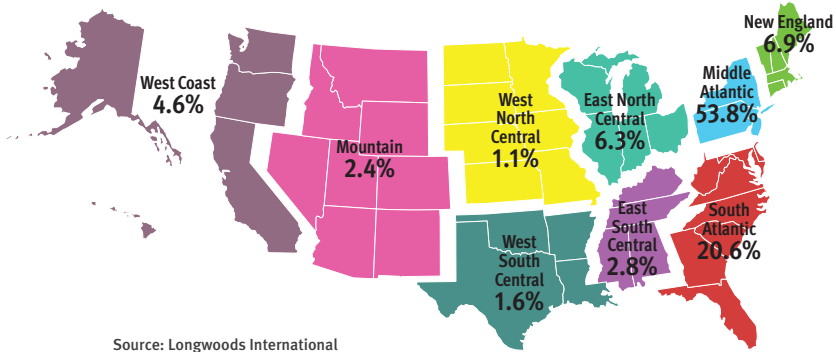 New England
6.9%
Middle
Atlantic
53.8%
West Coast
4.6%
West
North
Central
1.1%
East North
Central
6.3%
Mountain
2.4%
East
South
Central
2.8%
South
Atlantic
20.6%
West
South
Central
1.6%
Source: Longwoods International